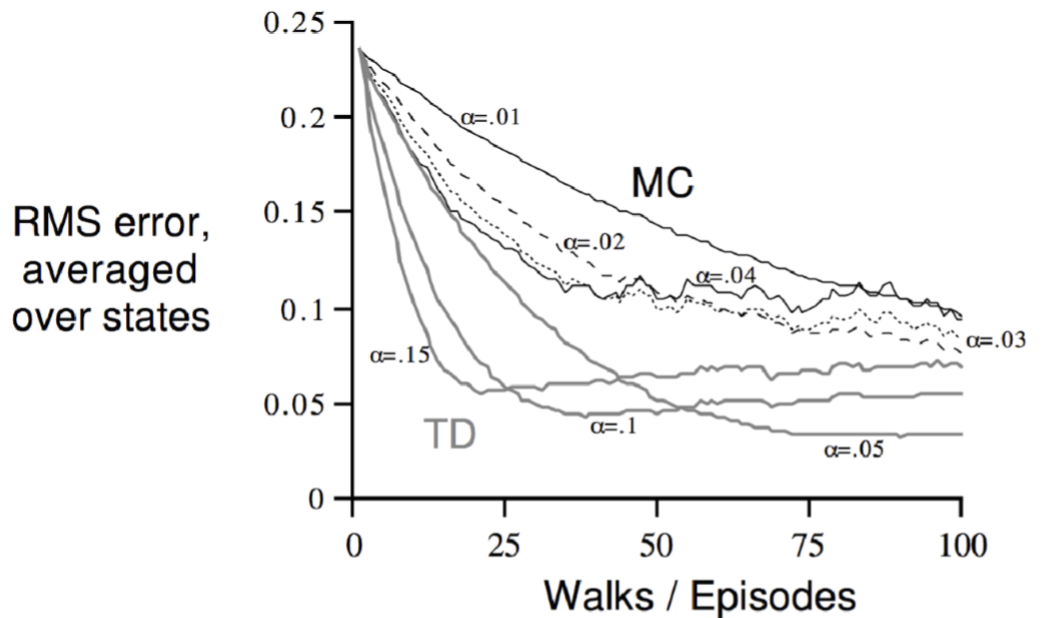 RMS error,
averaged
over states
0.25
0.2
0.15
0.1
0.05
0
α=.01
MC
α=.02
α=.04
α=.03
α=.15
TD
α=.1
α=.05
0
25
50
75
100
Walks / Episodes